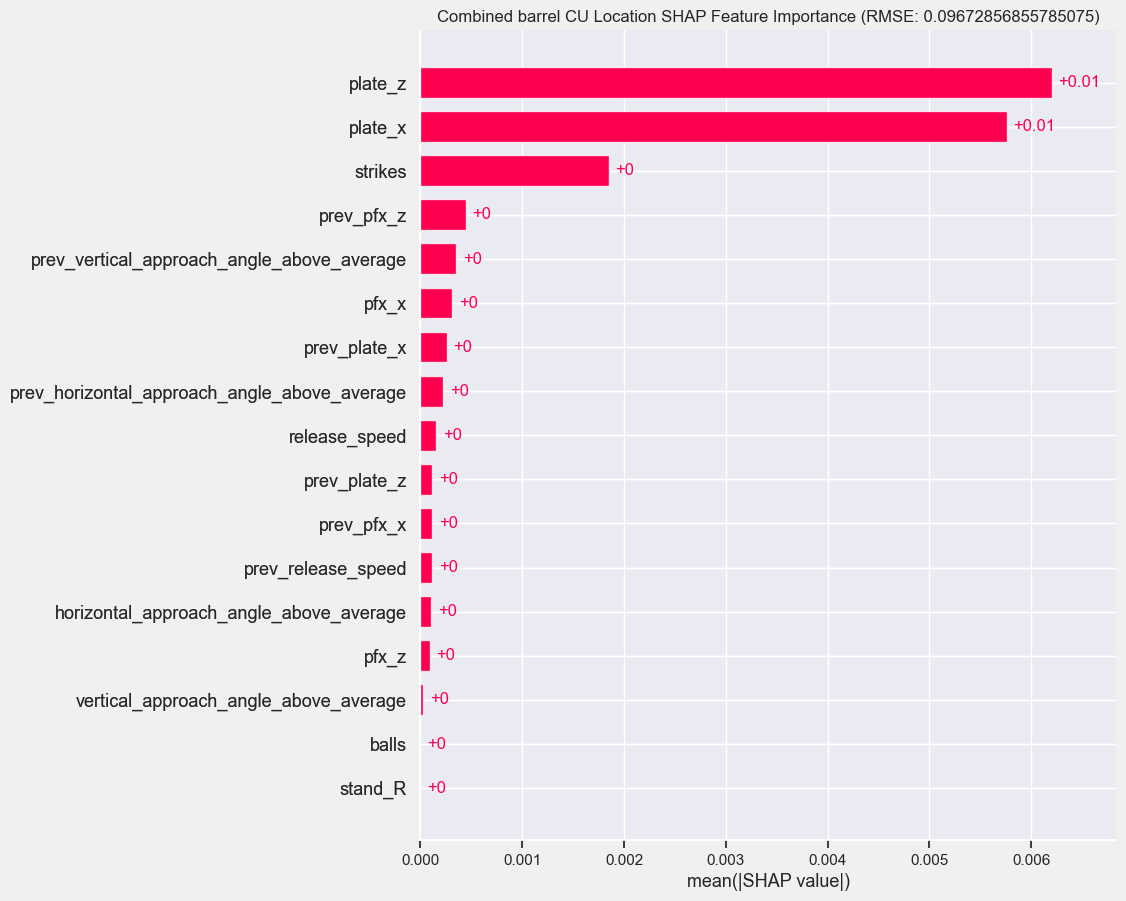 Combined barrel CU Location SHAP Feature Importance (RMSE: 0.09672856855785075)
plate_z +0.01
plate_x +0.01
strikes +0
prev_pfx_z +0
prev_vertical_approach_angle_above_average +0
pfx_x +0
prev_plate_x +0
prev_horizontal_approach_angle_above_average +0
release_speed +0
prev_plate_z +0
prev_pfx_x +0
prev_release_speed +0
horizontal_approach_angle_above_average +0
pfx_z +0
vertical_approach_angle_above_average +0
balls +0
stand_R +0
0.000 0.001 0.002 0.003 0.004 0.005 0.006
mean(|SHAP value|)